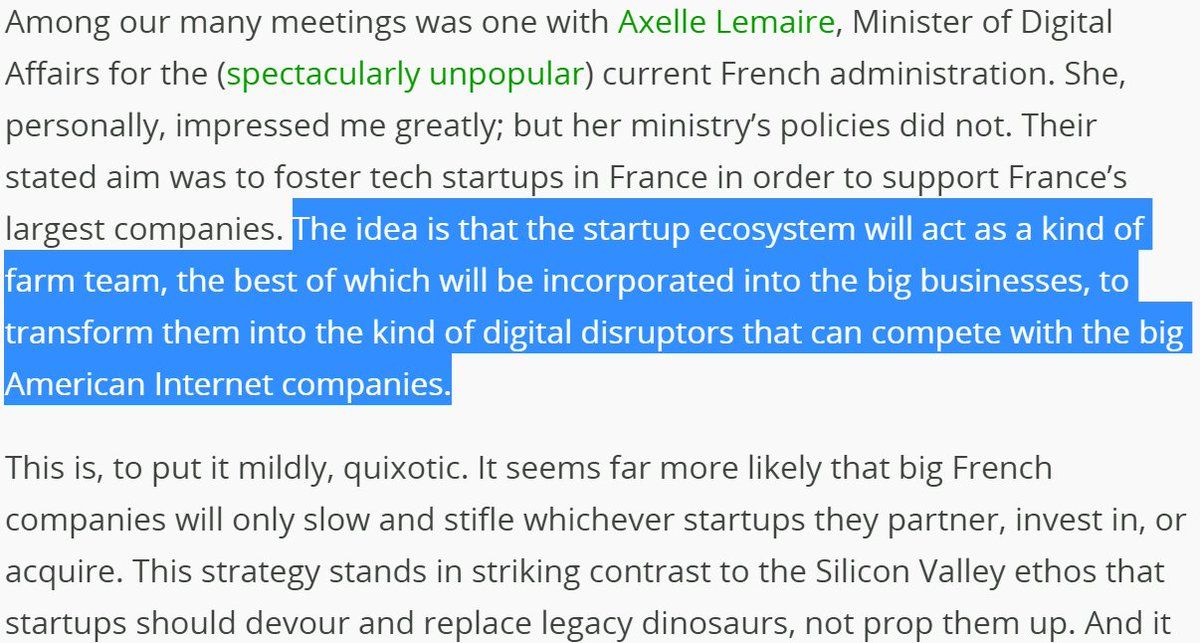 Among our many meetings was one with Axelle Lemaire, Minister of Digital
Affairs for the (spectacularly unpopular) current French administration. She,
personally, impressed me greatly; but her ministry’s policies did not. Their
stated aim was to foster tech startups in France in order to support France’s
largest companies. The idea is that the startup ecosystem will act as a kind of
farm team, the best of which will be incorporated into the big businesses, to
transform them into the kind of digital disruptors that can compete with the big
American Internet companies.
This is, to put it mildly, quixotic. It seems far more likely that big French
companies will only slow and stifle whichever startups they partner, invest in, or
acquire. This strategy stands in striking contrast to the Silicon Valley ethos that
startups should devour and replace legacy dinosaurs, not prop them up. And it